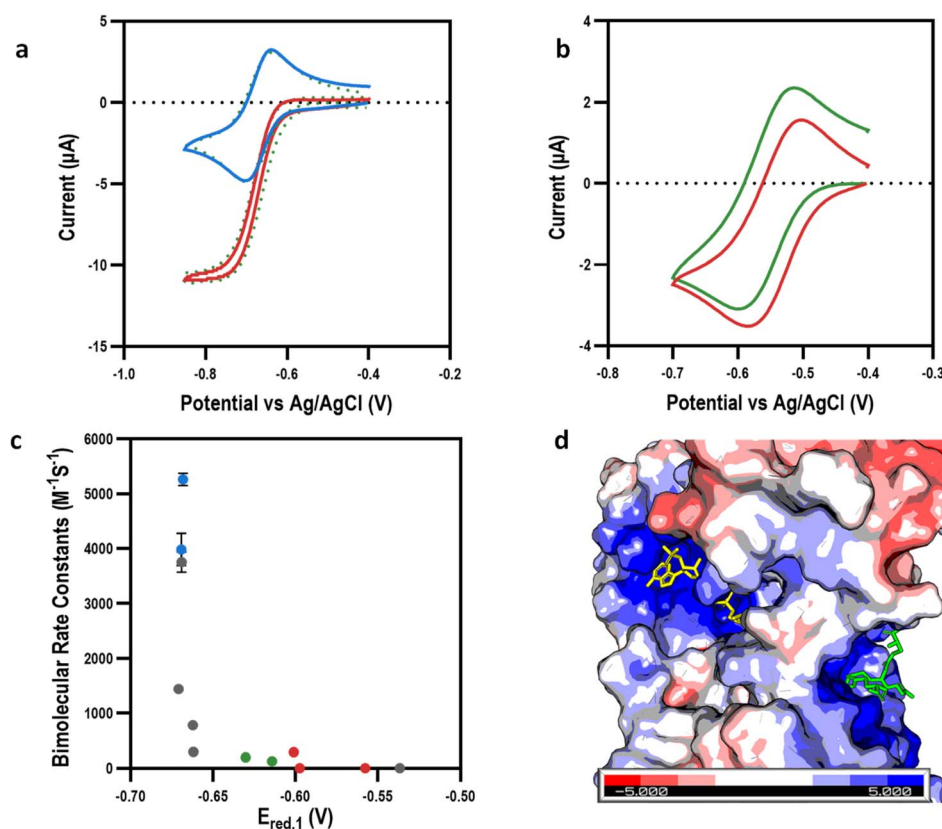 a
5
0
-5
-10
-15
Current (µA)
-1.0 -0.8 -0.6 -0.4 -0.2
Potential vs Ag/AgCl (V)
b
4
2
0
-2
-4
Current (µA)
-0.8 -0.7 -0.6 -0.5 -0.4 -0.3
Potential vs Ag/AgCl (V)
c
6000
5000
4000
3000
2000
1000
0
Bimolecular Rate Constants (M⁻¹S⁻¹)
-0.70 -0.65 -0.60 -0.55 -0.50
Ered,1 (V)
d
-5.000 5.000